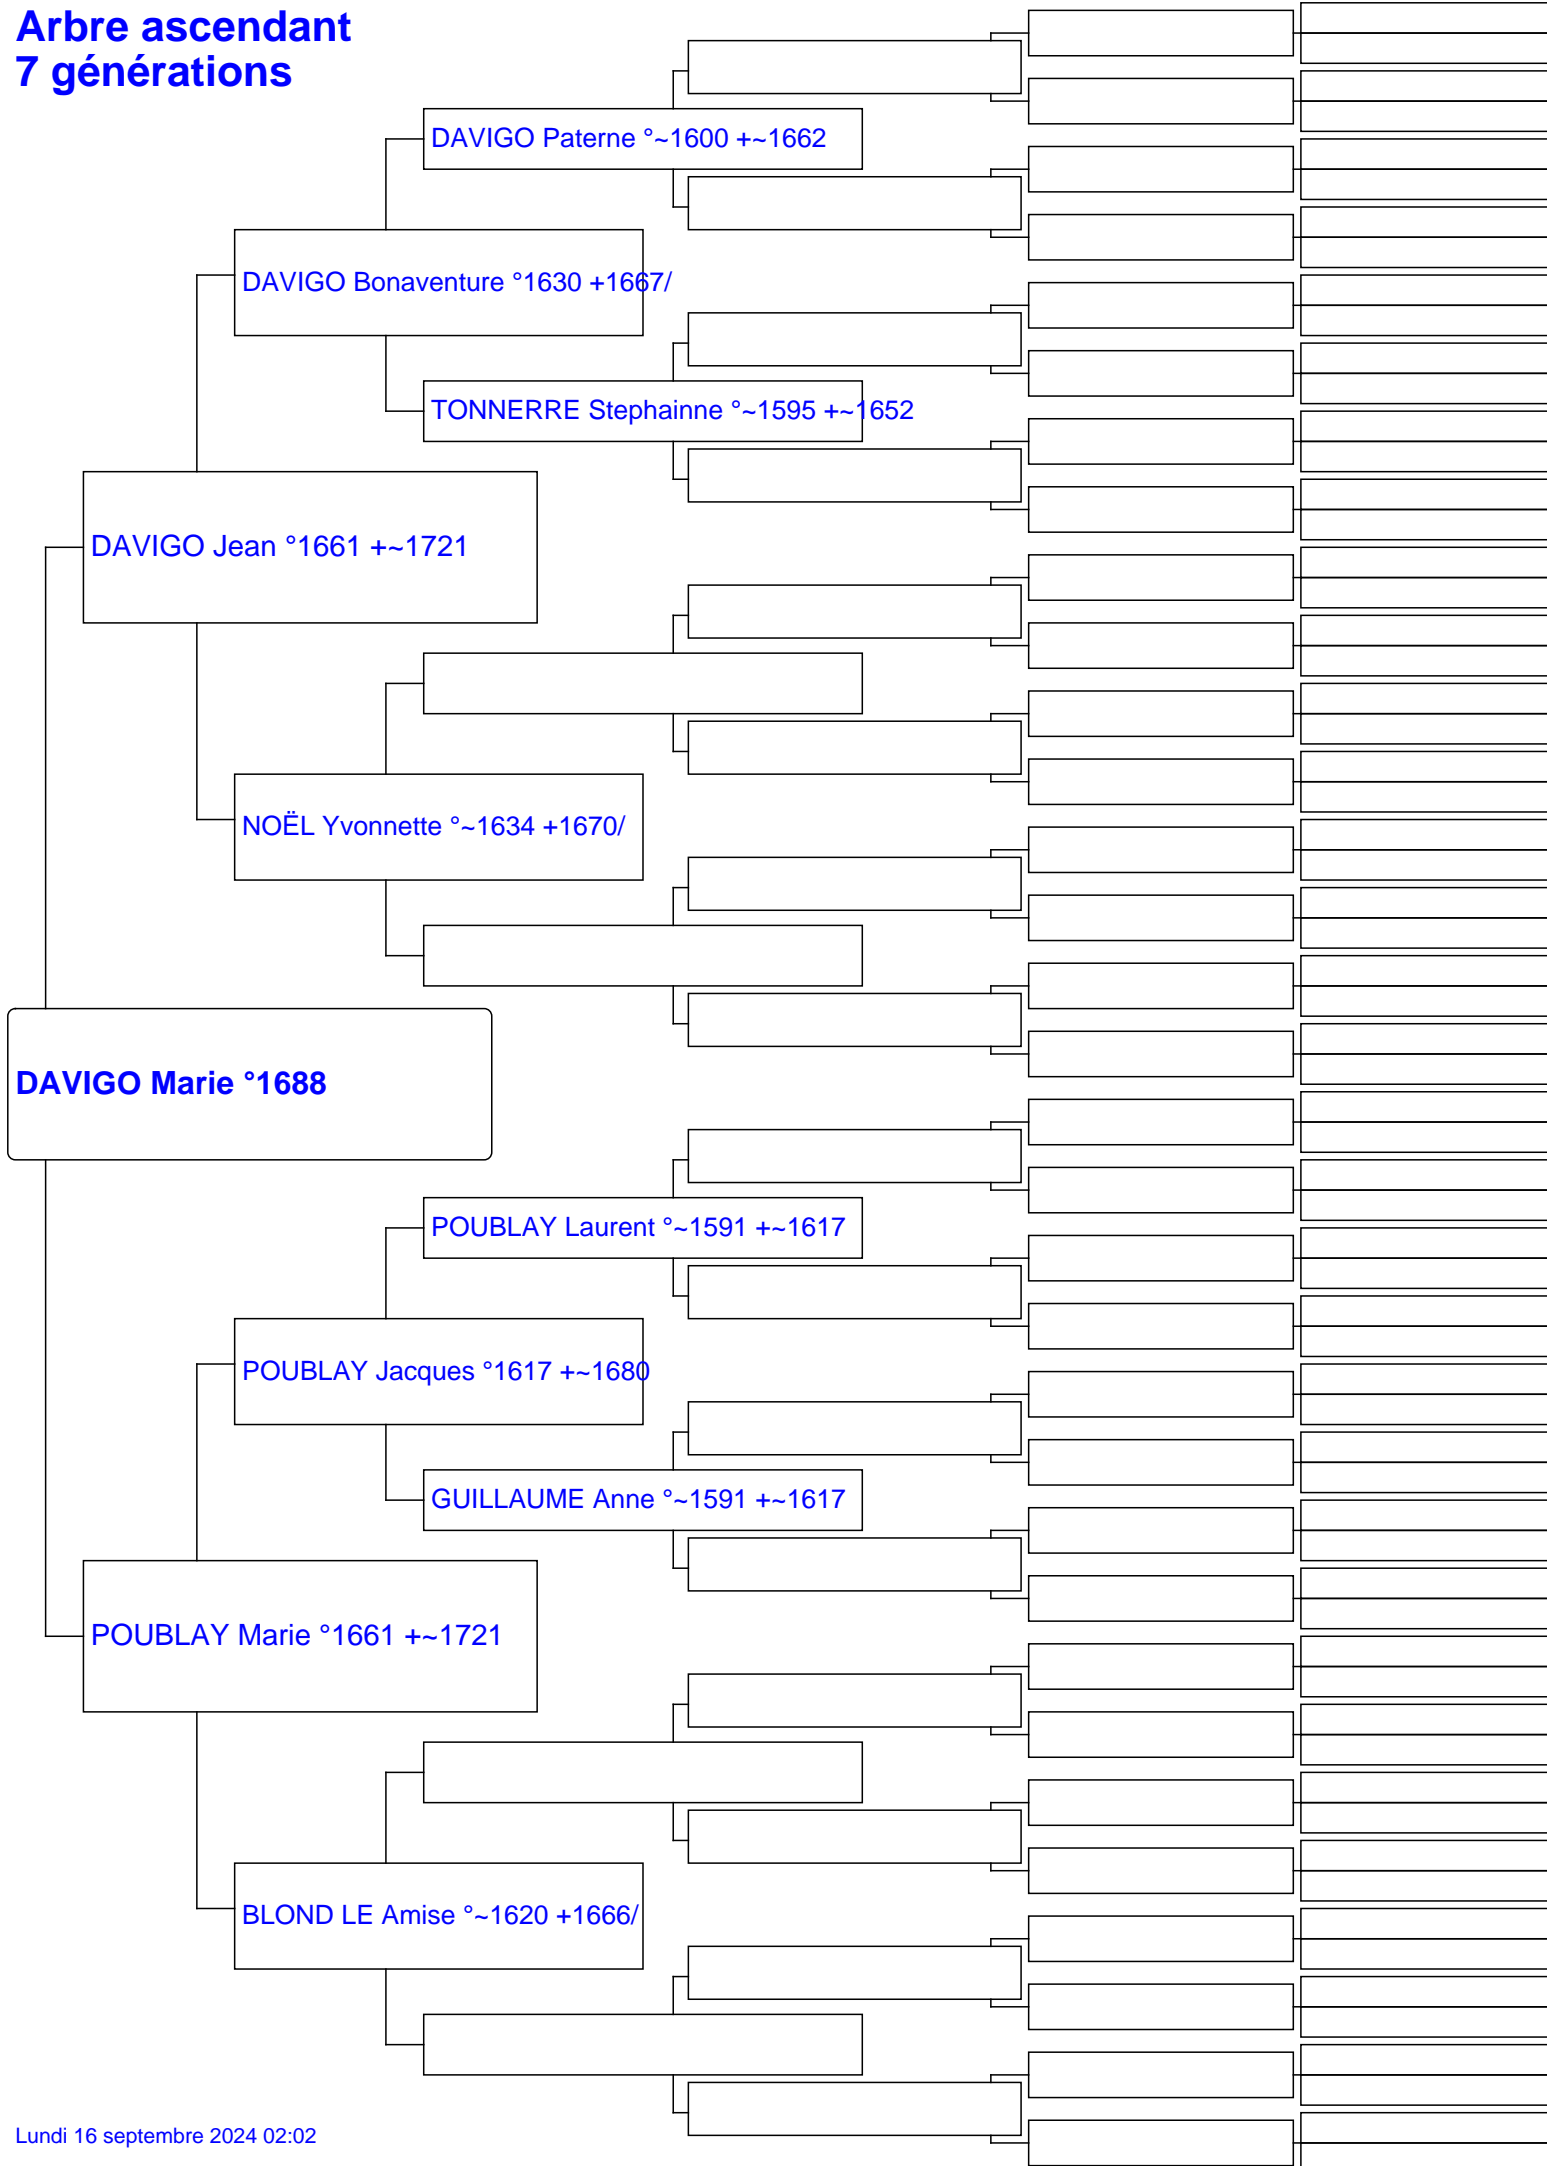 Arbre ascendant
7 générations
DAVIGO Paterne °~1600 +~1662
DAVIGO Bonaventure °1630 +1667/
TONNERRE Stephainne °~1595 +~1652
DAVIGO Jean °1661 +~1721
NOËL Yvonnette °~1634 +1670/
DAVIGO Marie °1688
POUBLAY Laurent °~1591 +~1617
POUBLAY Jacques °1617 +~1680
GUILLAUME Anne °~1591 +~1617
POUBLAY Marie °1661 +~1721
BLOND LE Amise °~1620 +1666/
Lundi 16 septembre 2024 02:02